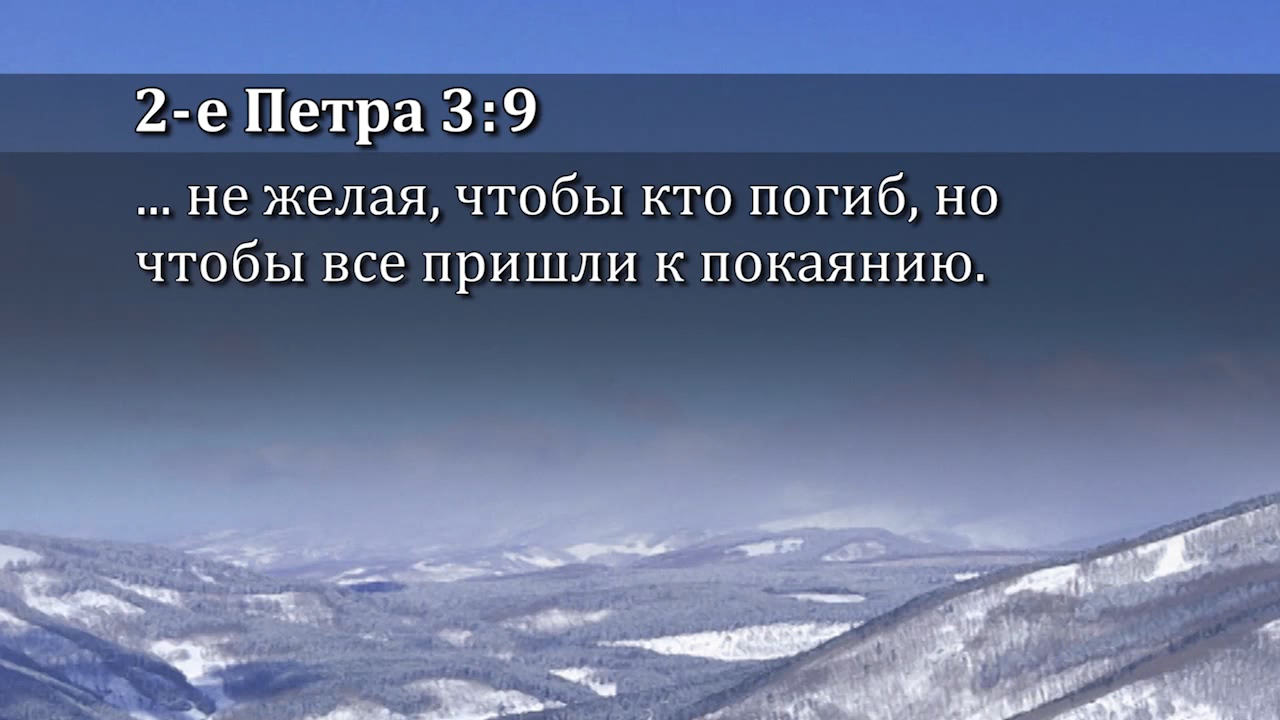 2-е Петра 3:9
... не желая, чтобы кто погиб, но
чтобы все пришли к покаянию.